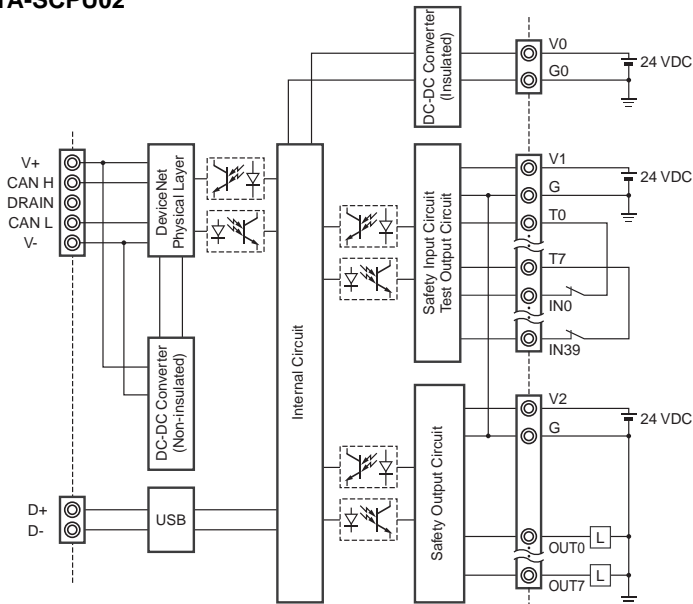 TA-SCPU02
V0
G0
24 VDC
DC-DC Converter
(Insulated)
V+
CAN H
DRAIN
CAN L
V-
DeviceNet
Physical Layer
DC-DC Converter
(Non-insulated)
D+
D-
USB
Internal Circuit
Safety Input Circuit
Test Output Circuit
V1
G
T0
T7
IN0
IN39
24 VDC
Safety Output Circuit
V2
G
24 VDC
OUT0
L
OUT7
L